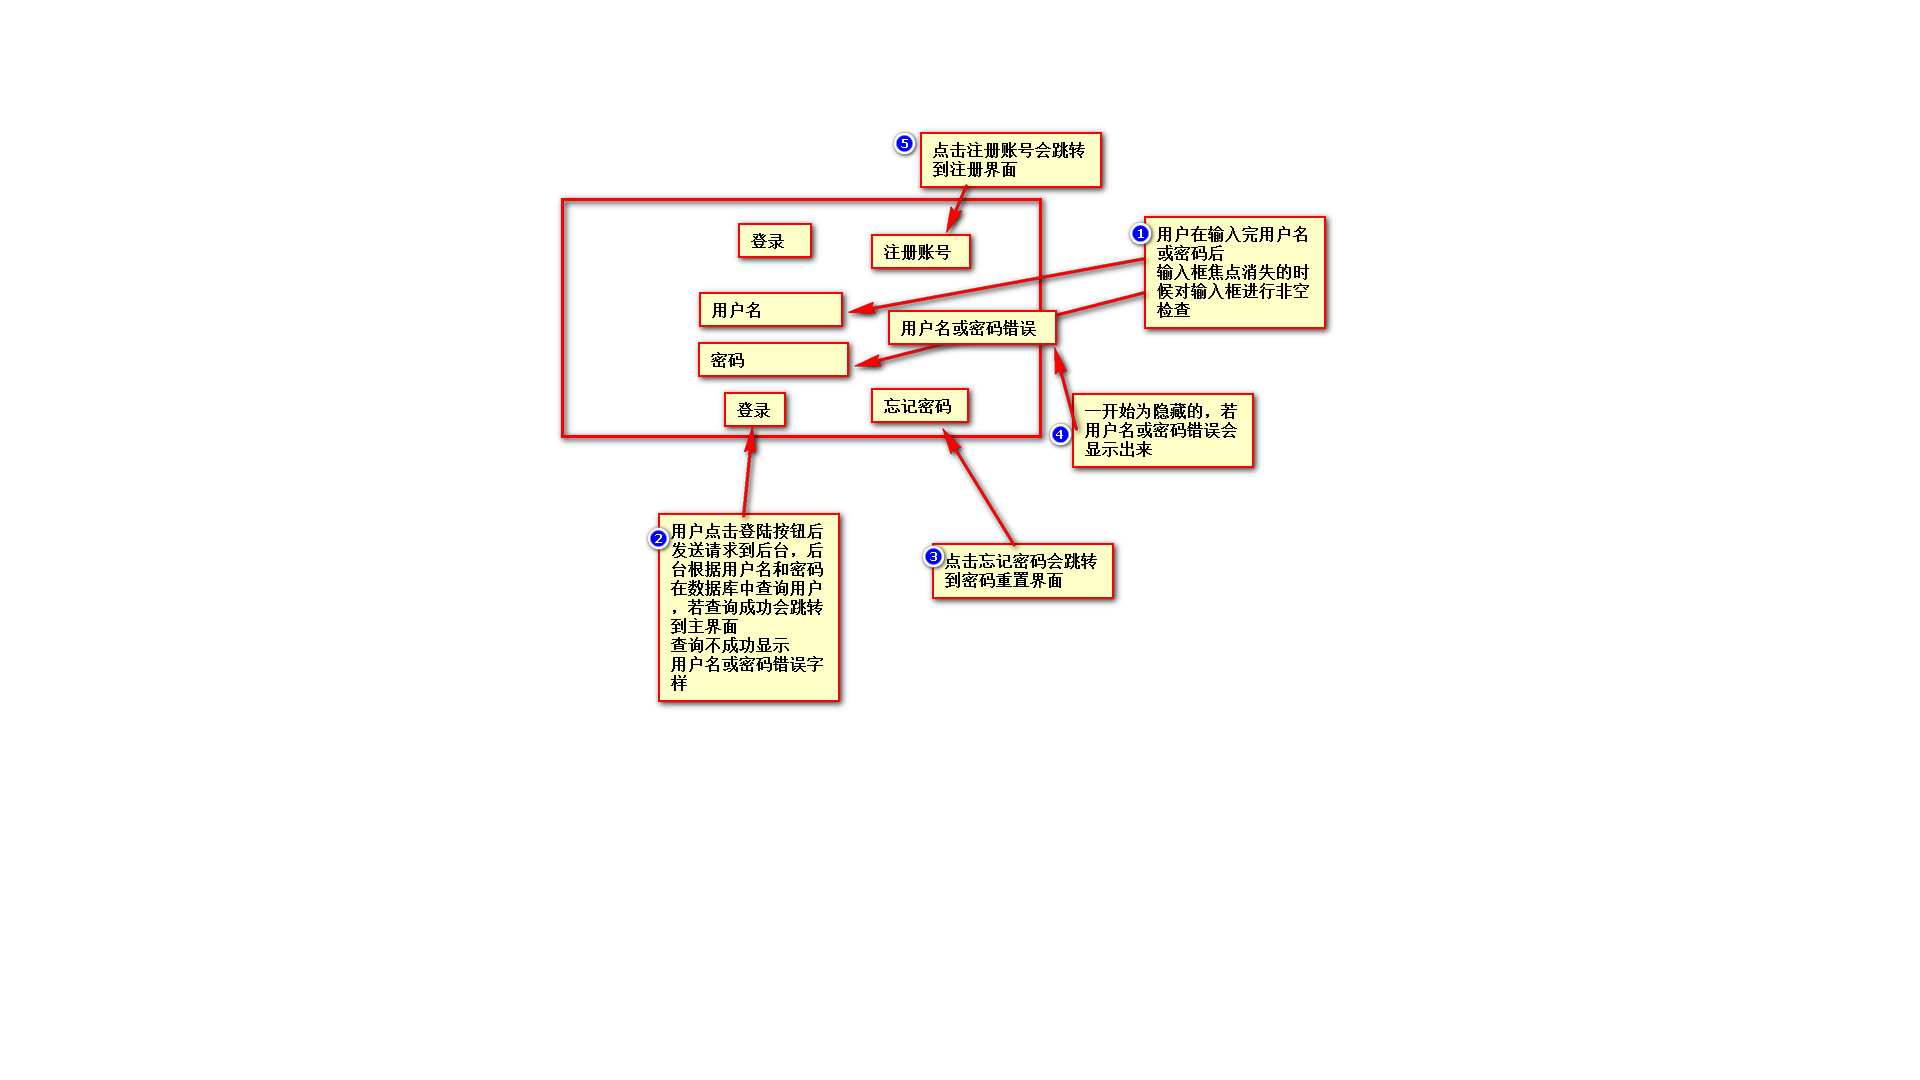 5
点击注册账号会跳转
到注册界面
登录
注册账号
1
用户在输入完用户名
或密码后
输入框焦点消失的时
候对输入框进行非空
检查
用户名
用户名或密码错误
密码
登录
忘记密码
4
一开始为隐藏的，若
用户名或密码错误会
显示出来
2
用户点击登陆按钮后
发送请求到后台，后
台根据用户名和密码
在数据库中查询用户
，若查询成功会跳转
到主界面
查询不成功显示
用户名或密码错误字
样
3
点击忘记密码会跳转
到密码重置界面